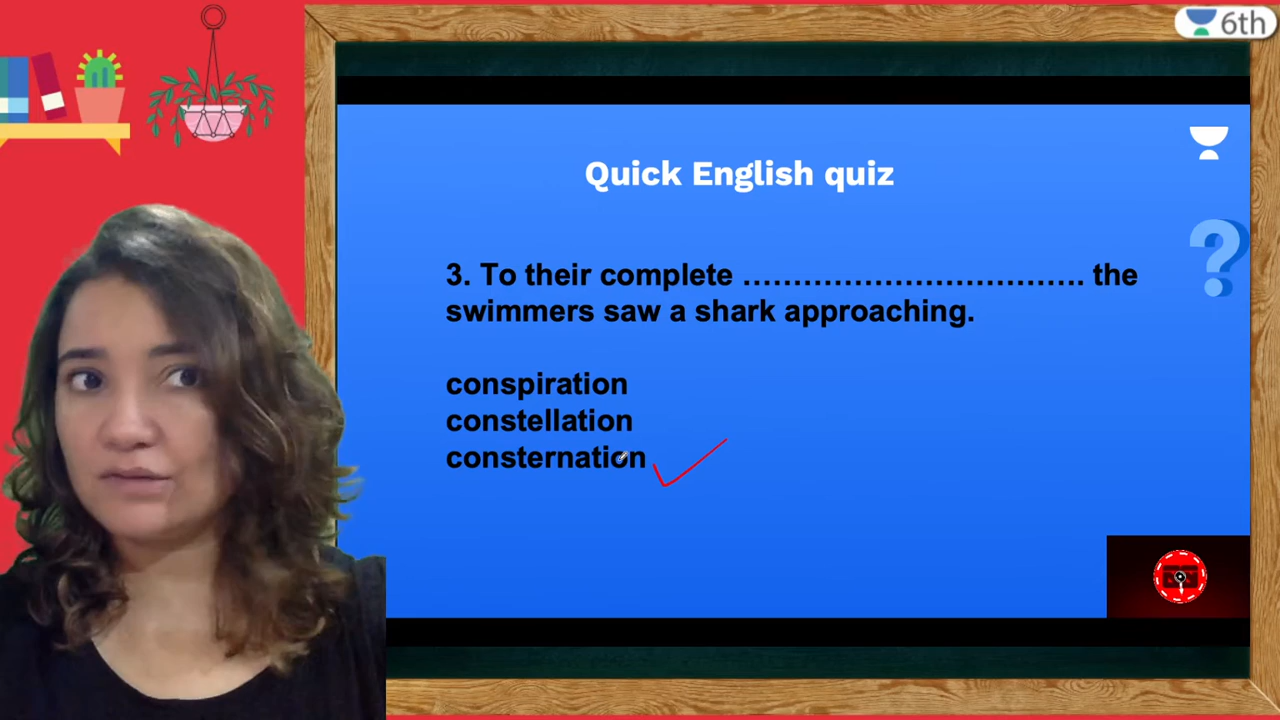 6th
Quick English quiz
3. To their complete ………………………………. the
swimmers saw a shark approaching.
conspiration
constellation
consternation